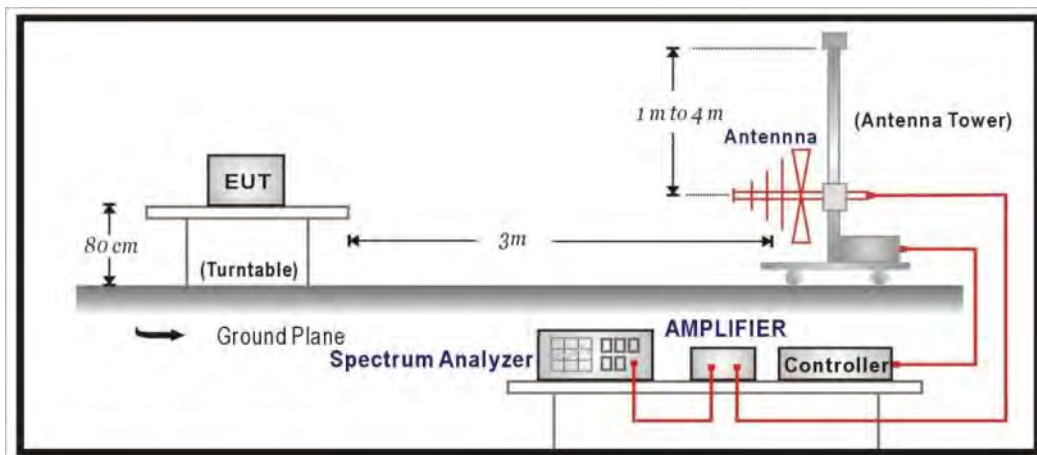 1 m to 4 m
(Antenna Tower)
Antennna
EUT
80 cm
3m
(Turntable)
Ground Plane
AMPLIFIER
Spectrum Analyzer
Controller